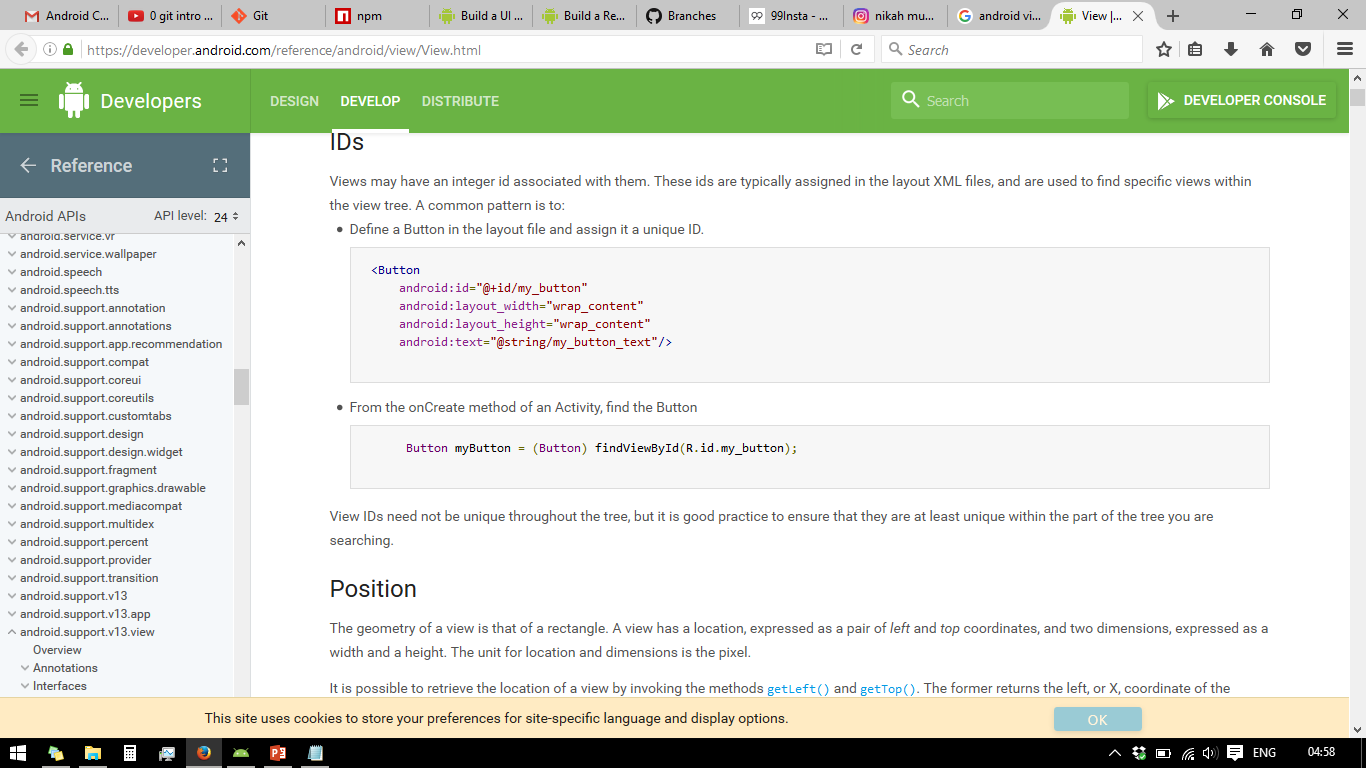 Android C...
0 git intro ...
Git
npm
Build a UI ...
Build a Re...
Branches
99Insta - ...
nikah mu...
android vi...
View |...
https://developer.android.com/reference/android/view/View.html
Search
Developers
DESIGN
DEVELOP
DISTRIBUTE
Search
DEVELOPER CONSOLE
Reference
Android APIs
API level: 24
android.service.vr
android.service.wallpaper
android.speech
android.speech.tts
android.support.annotation
android.support.annotations
android.support.app.recommendation
android.support.compat
android.support.coreui
android.support.coreutils
android.support.customtabs
android.support.design
android.support.design.widget
android.support.fragment
android.support.graphics.drawable
android.support.mediacompat
android.support.multidex
android.support.percent
android.support.provider
android.support.transition
android.support.v13
android.support.v13.app
android.support.v13.view
Overview
Annotations
Interfaces
IDs
Views may have an integer id associated with them. These ids are typically assigned in the layout XML files, and are used to find specific views within
the view tree. A common pattern is to:
• Define a Button in the layout file and assign it a unique ID.
<Button
android:id="@+id/my_button"
android:layout_width="wrap_content"
android:layout_height="wrap_content"
android:text="@string/my_button_text"/>
• From the onCreate method of an Activity, find the Button
Button myButton = (Button) findViewById(R.id.my_button);
View IDs need not be unique throughout the tree, but it is good practice to ensure that they are at least unique within the part of the tree you are
searching.
Position
The geometry of a view is that of a rectangle. A view has a location, expressed as a pair of left and top coordinates, and two dimensions, expressed as a
width and a height. The unit for location and dimensions is the pixel.
It is possible to retrieve the location of a view by invoking the methods getLeft() and getTop(). The former returns the left, or X, coordinate of the
This site uses cookies to store your preferences for site-specific language and display options.
OK
ENG
04:58